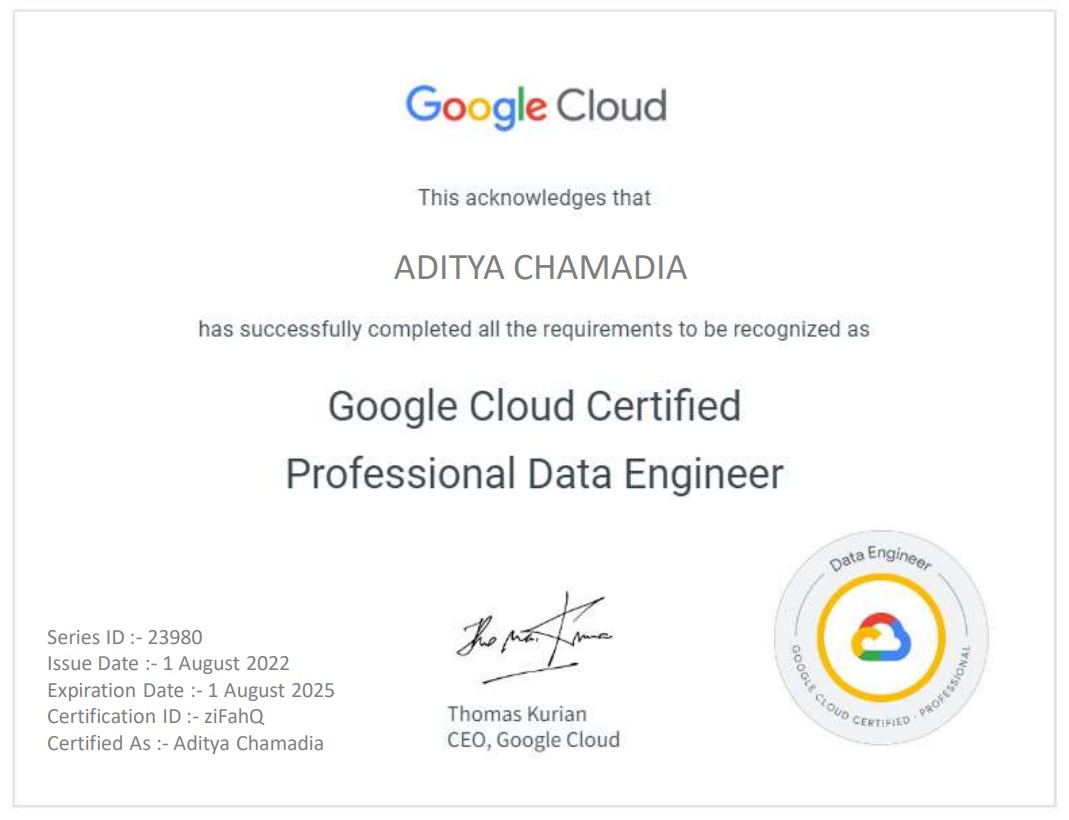 Google Cloud
This acknowledges that
ADITYA CHAMADIA
has successfully completed all the requirements to be recognized as
Google Cloud Certified
Professional Data Engineer
Series ID :- 23980
Issue Date :- 1 August 2022
Expiration Date :- 1 August 2025
Certification ID :- ziFahQ
Certified As :- Aditya Chamadia
Thomas Kurian
CEO, Google Cloud
Data Engineer
GOOGLE CLOUD CERTIFIED · PROFESSIONAL